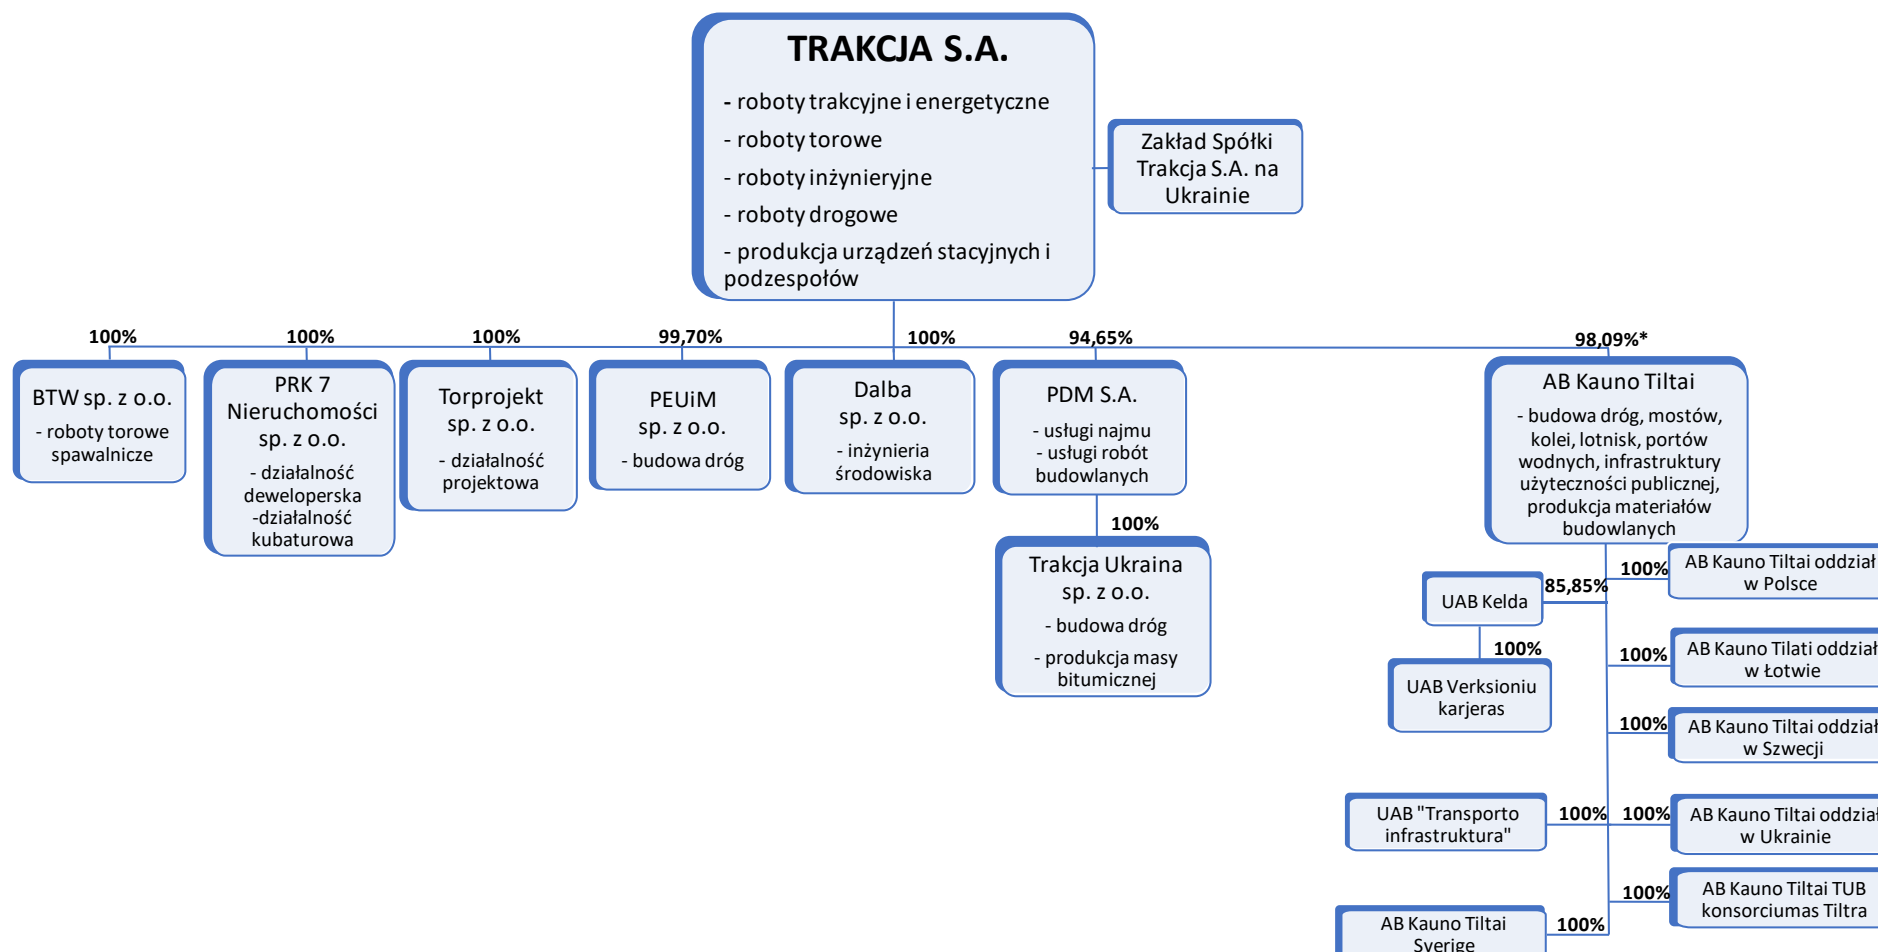 TRAKCJA S.A.
- roboty trakcyjne i energetyczne
- roboty torowe
- roboty inżynieryjne
- roboty drogowe
- produkcja urządzeń stacyjnych i
podzespołów
Zakład Spółki
Trakcja S.A. na
Ukrainie
100%
BTW sp. z o.o.
- roboty torowe
spawalnicze
100%
PRK 7
Nieruchomości
sp. z o.o.
- działalność
deweloperska
-działalność
kubaturowa
100%
Torprojekt
sp. z o.o.
- działalność
projektowa
99,70%
PEUiM
sp. z o.o.
- budowa dróg
100%
Dalba
sp. z o.o.
- inżynieria
środowiska
94,65%
PDM S.A.
- usługi najmu
- usługi robót
budowlanych
100%
Trakcja Ukraina
sp. z o.o.
- budowa dróg
- produkcja masy
bitumicznej
98,09%*
AB Kauno Tiltai
- budowa dróg, mostów,
kolei, lotnisk, portów
wodnych, infrastruktury
użyteczności publicznej,
produkcja materiałów
budowlanych
100%
AB Kauno Tiltai oddział
w Polsce
85,85%
UAB Kelda
100%
UAB Verksioniu
karjeras
100%
AB Kauno Tilati oddział
w Łotwie
100%
AB Kauno Tiltai oddział
w Szwecji
100%
UAB "Transporto
infrastruktura"
100%
AB Kauno Tiltai oddział
w Ukrainie
100%
AB Kauno Tiltai TUB
konsorciumas Tiltra
100%
AB Kauno Tiltai
Sverige